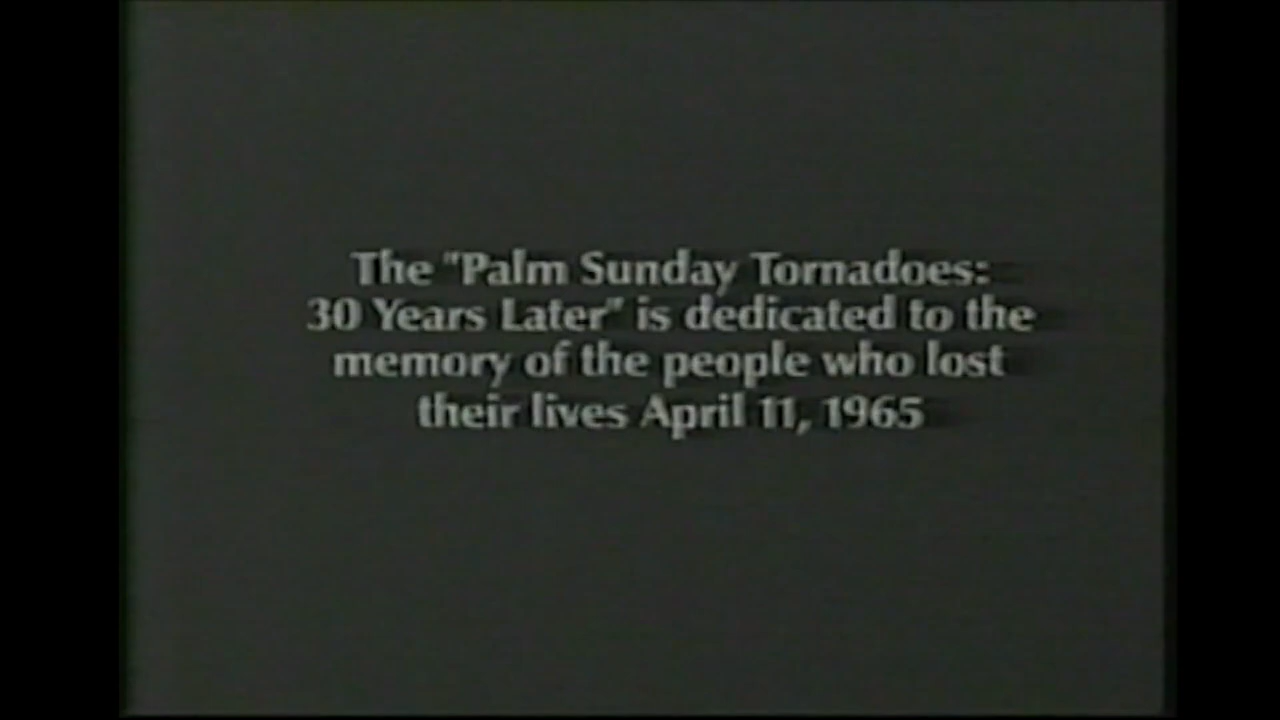 The "Palm Sunday Tornadoes:
30 Years Later" is dedicated to the
memory of the people who lost
their lives April 11, 1965